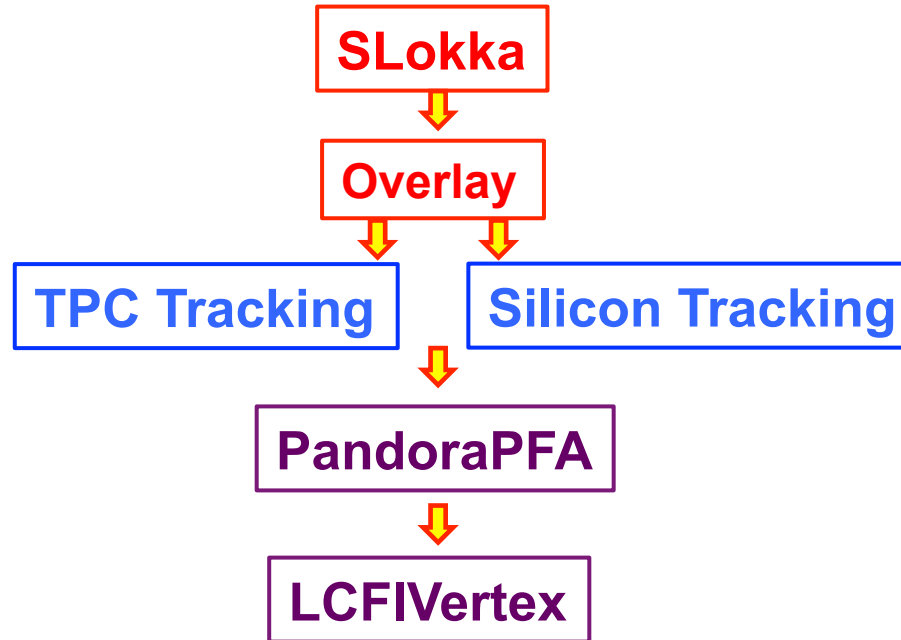 SLokka
Overlay
TPC Tracking
Silicon Tracking
PandoraPFA
LCFIVertex